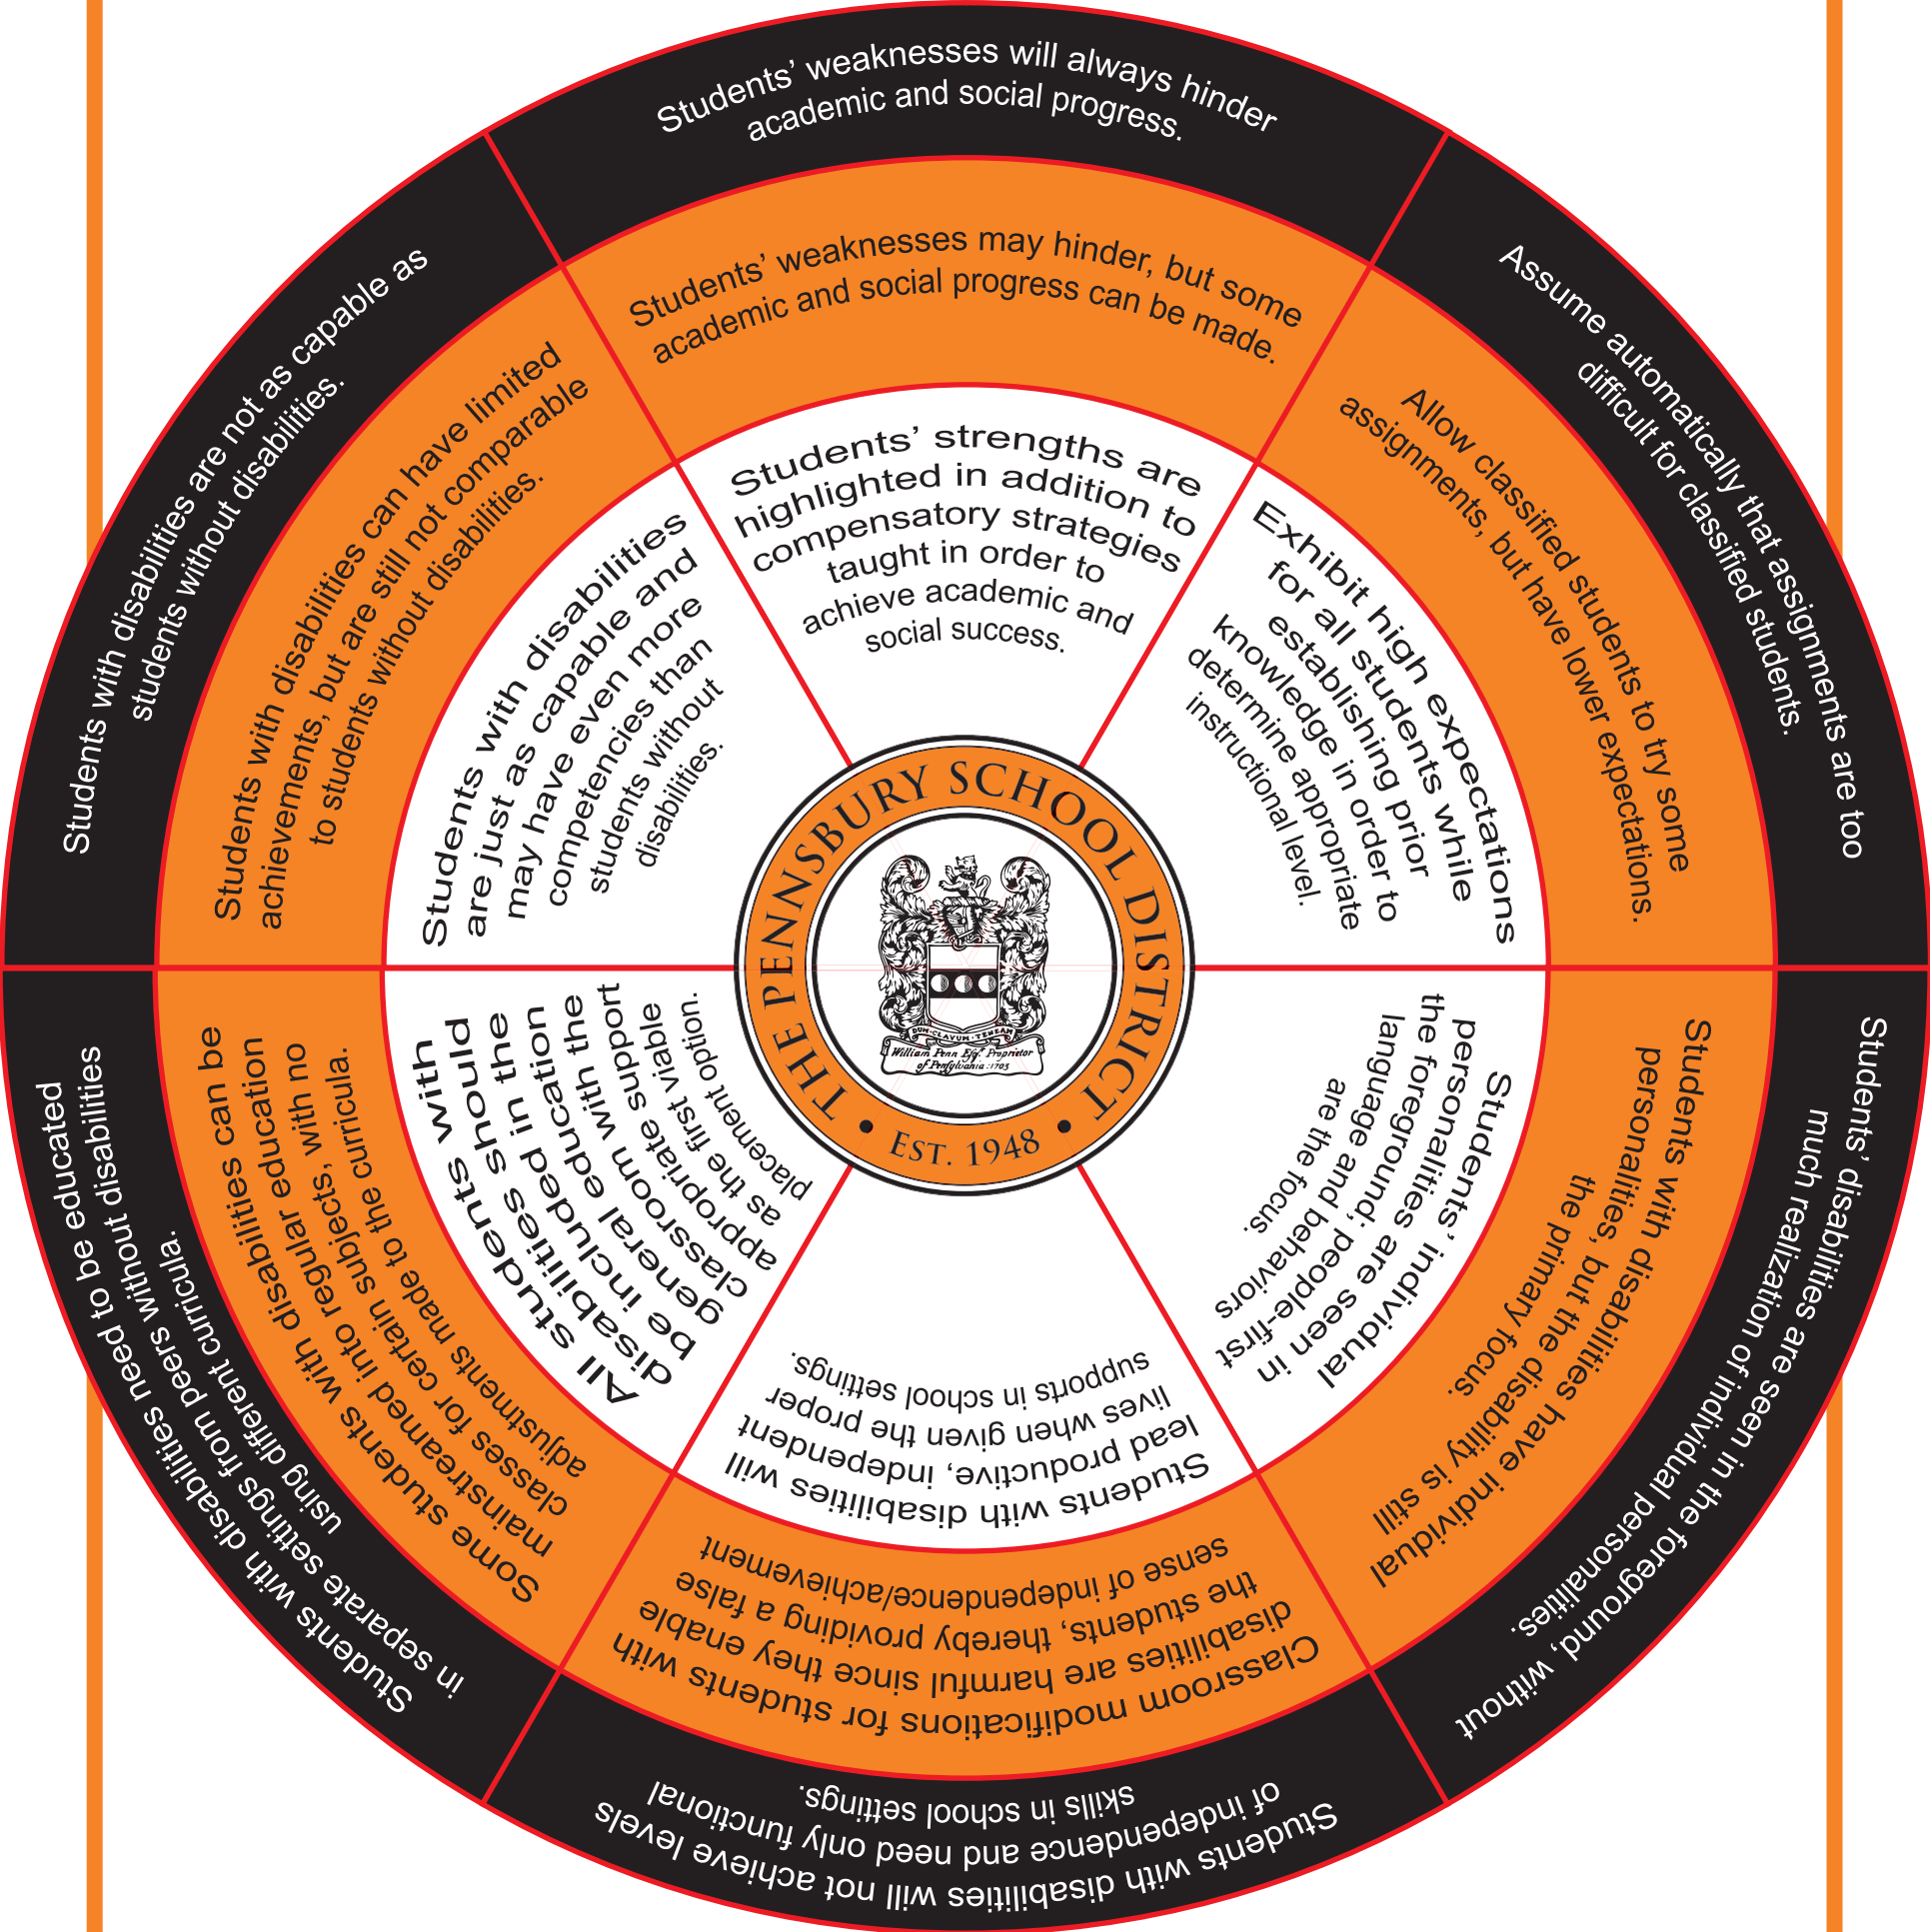 Students’ weaknesses will always hinder
academic and social progress.
Students’ weaknesses may hinder, but some
academic and social progress can be made.
Students’ strengths are
highlighted in addition to
compensatory strategies
taught in order to
achieve academic and
social success.
Assume automatically that assignments are too
difficult for classified students.
Allow classified students to try some
assignments, but have lower expectations.
Exhibit high expectations
for all students while
establishing prior
knowledge in order to
determine appropriate
instructional level.
Students’ disabilities are seen in the foreground, without
much realization of individual personalities.
Students with disabilities have individual
personalities, but the disability is still
the primary focus.
Students’ individual
personalities are seen in
the foreground; people-first
language and behaviors
are the focus.
Students with disabilities will not achieve levels
of independence and need only functional
skills in school settings.
Classroom modifications for students with
disabilities are harmful since they enable
the students, thereby providing a false
sense of independence/achievement
Students with disabilities will
lead productive, independent
lives when given the proper
supports in school settings.
Students with disabilities need to be educated
in separate settings from peers without disabilities
using different curricula.
Some students with disabilities can be
mainstreamed into regular education
classes for certain subjects, with no
adjustments made to the curricula.
All students with
disabilities should
be included in the
general education
classroom with the
appropriate support
as the first viable
placement option.
Students with disabilities are not as capable as
students without disabilities.
Students with disabilities can have limited
achievements, but are still not comparable
to students without disabilities.
Students with disabilities
are just as capable and
may have even more
competencies than
students without
disabilities.
THE PENNSBURY SCHOOL DISTRICT
• EST. 1948 •
DUM·CLAVUM·TENEAM
William Penn Esq. Proprietor
of Pensylvania:1703